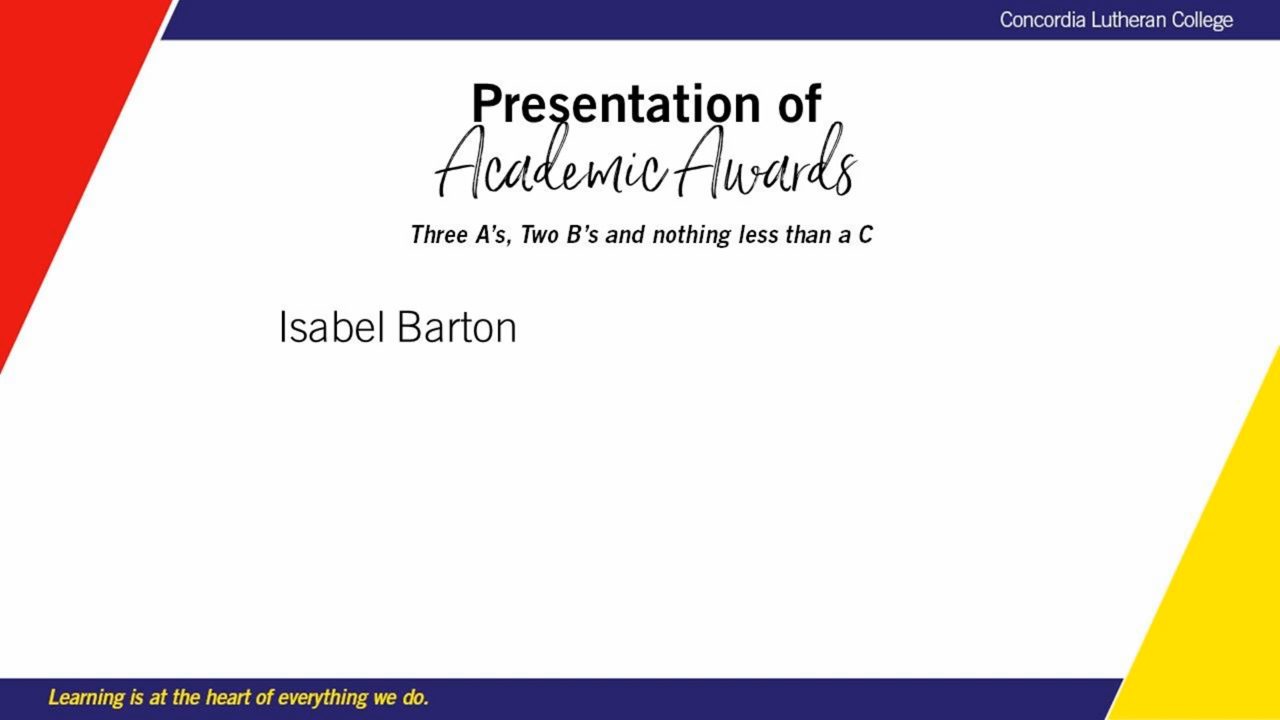 Concordia Lutheran College
Presentation of
Academic Awards
Three A’s, Two B’s and nothing less than a C
Isabel Barton
Learning is at the heart of everything we do.